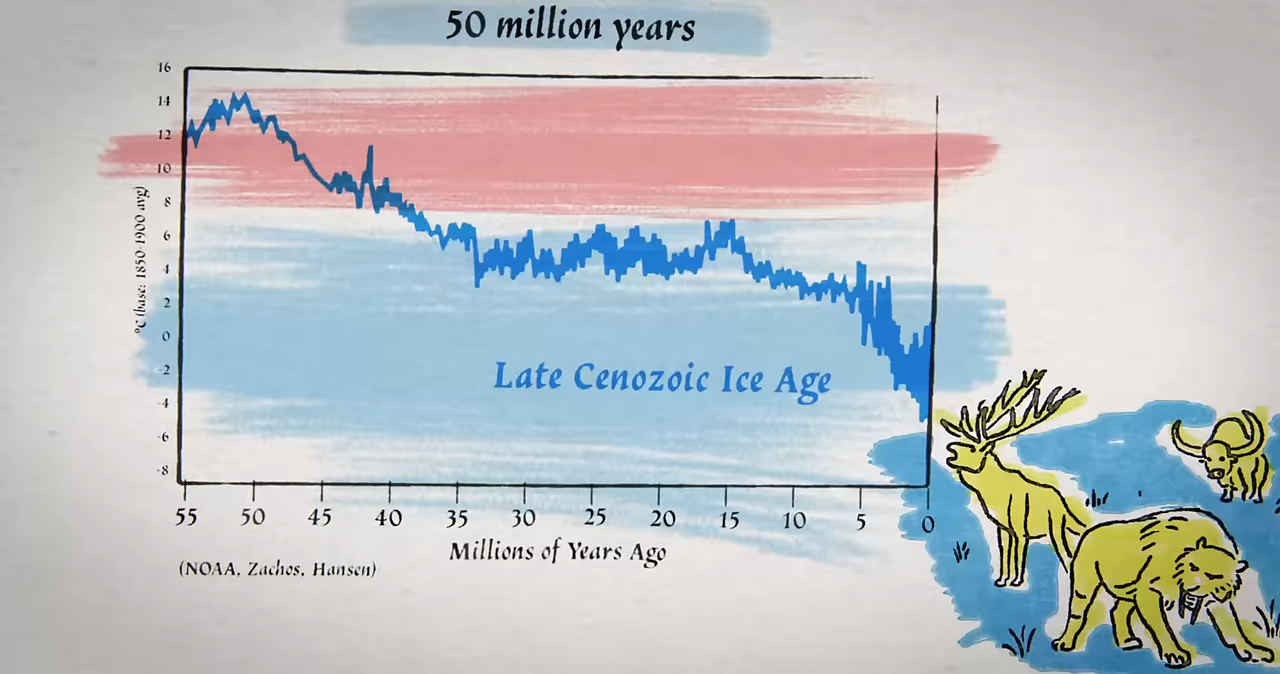 50 million years
16
14
12
10
8
6
4
2
0
-2
-4
-6
-8
°C (base: 1850-1900 avg)
Late Cenozoic Ice Age
55 50 45 40 35 30 25 20 15 10 5 0
Millions of Years Ago
(NOAA, Zachos, Hansen)